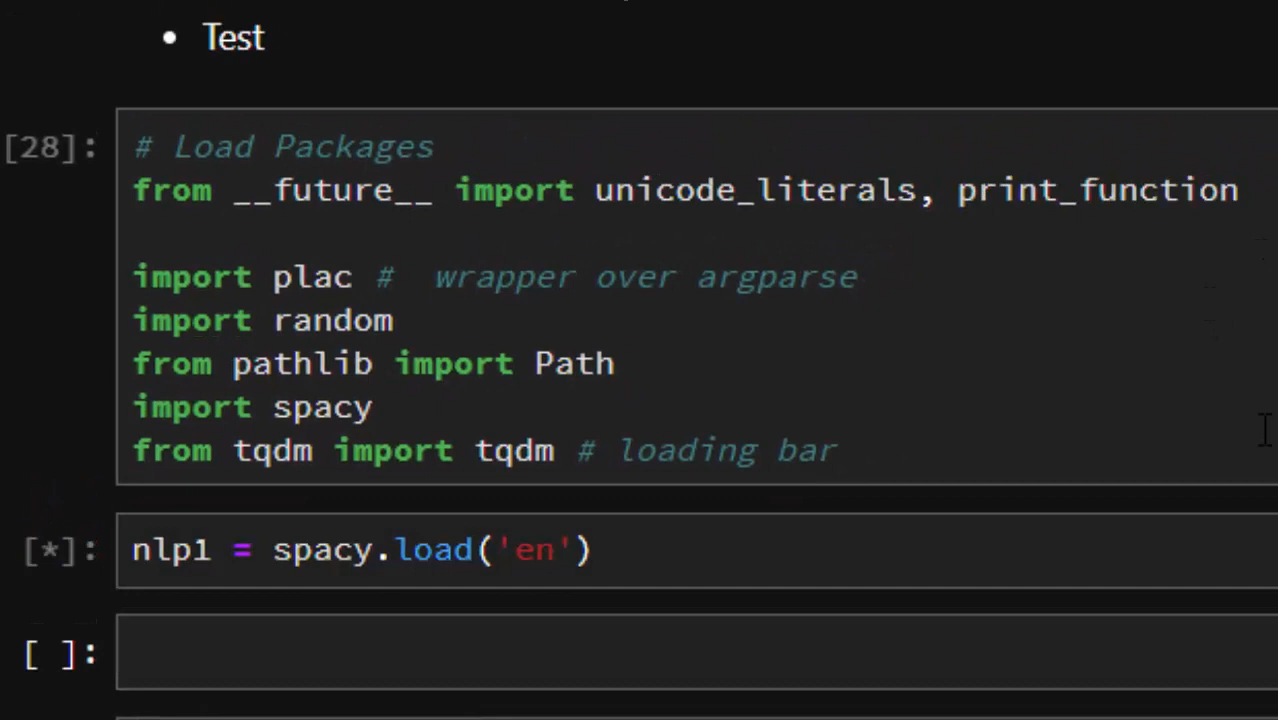 • Test
[28]:
# Load Packages
from __future__ import unicode_literals, print_function
import plac #  wrapper over argparse
import random
from pathlib import Path
import spacy
from tqdm import tqdm # loading bar
[*]: nlp1 = spacy.load('en')
[ ]: